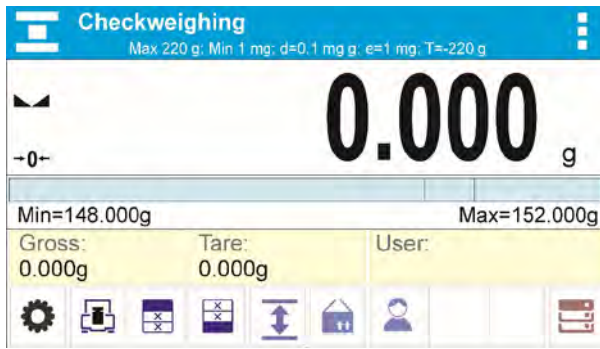 Checkweighing
Max 220 g; Min 1 mg; d=0.1 mg g; e=1 mg; T=-220 g
0.000 g
→0←
Min=148.000g Max=152.000g
Gross: Tare: User:
0.000g 0.000g